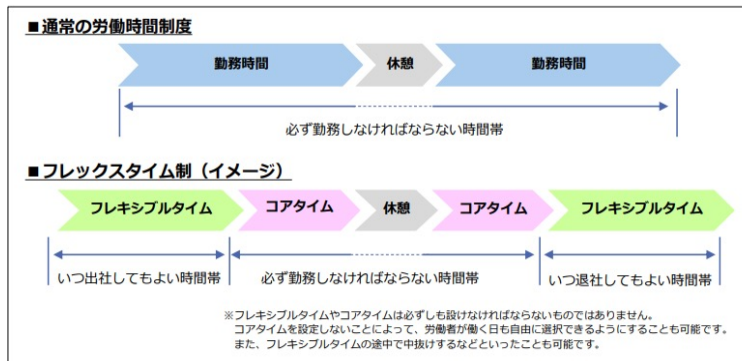 ■通常の労働時間制度
勤務時間
休憩
勤務時間
必ず勤務しなければならない時間帯
■フレックスタイム制（イメージ）
フレキシブルタイム
コアタイム
休憩
コアタイム
フレキシブルタイム
いつ出社してもよい時間帯
必ず勤務しなければならない時間帯
いつ退社してもよい時間帯
※フレキシブルタイムやコアタイムは必ずしも設けなければならないものではありません。
コアタイムを設定しないことによって、労働者が働く日も自由に選択できるようにすることも可能です。
また、フレキシブルタイムの途中で中抜けするなどといったことも可能です。